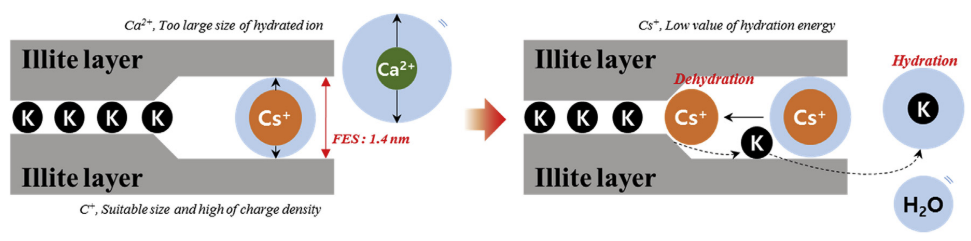 Ca²⁺, Too large size of hydrated ion
Illite layer
Ca²⁺
K K K K
Cs⁺
FES : 1.4 nm
Illite layer
C⁺, Suitable size and high of charge density
Cs⁺, Low value of hydration energy
Illite layer
Hydration
Dehydration
K
K K K
Cs⁺
Cs⁺
K
Illite layer
H₂O